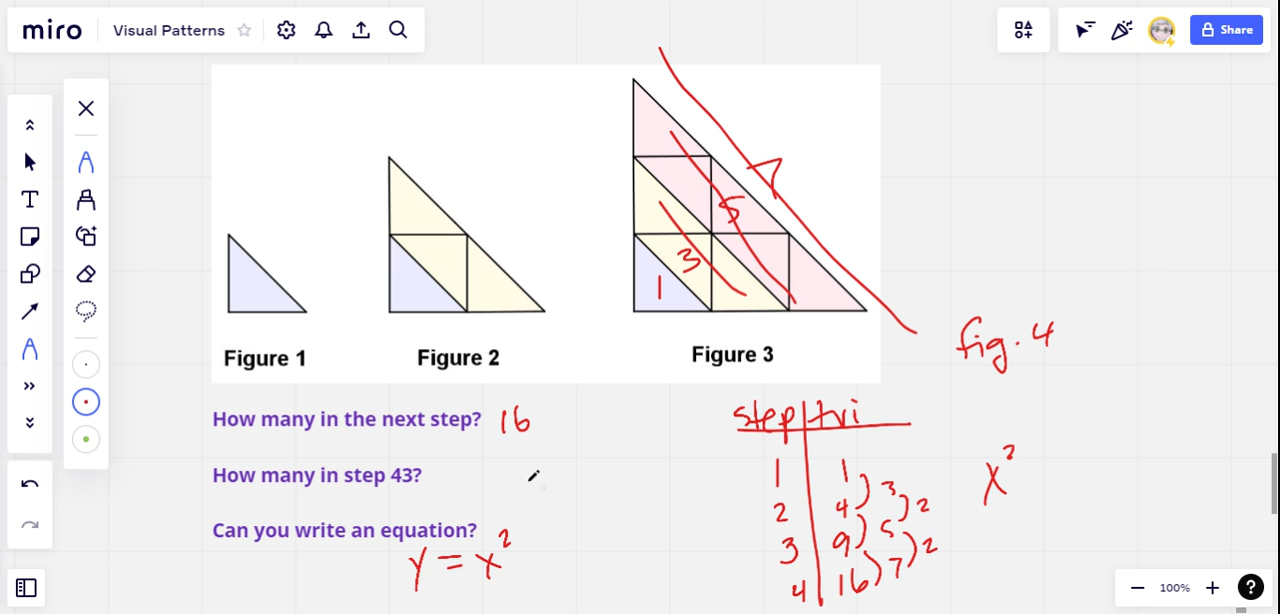 miro Visual Patterns Share
T
7
5
3
1
fig. 4
Figure 1 Figure 2 Figure 3
How many in the next step? 16
How many in step 43?
Can you write an equation?
y = x²
step tri
1 1
2 4
3 9
4 16
3
5
7
2
2
x²
100%
?